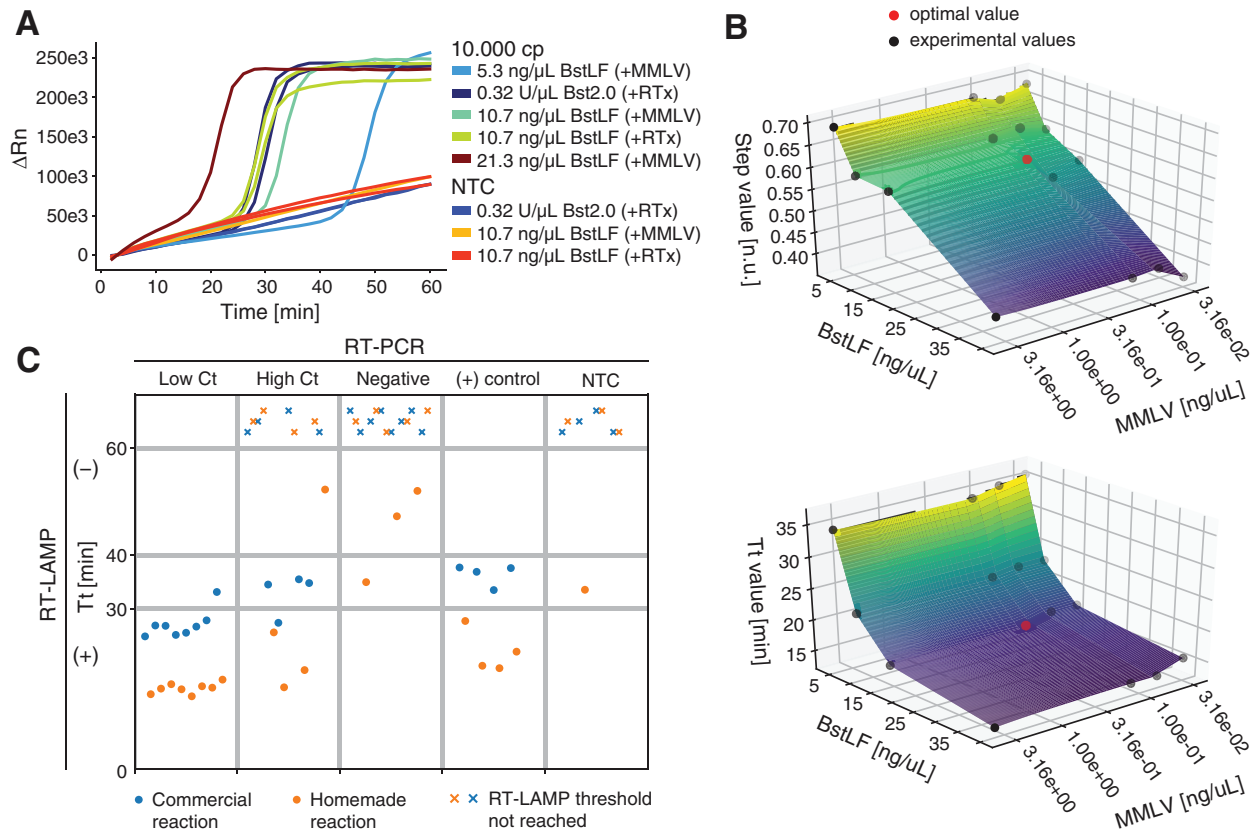 A
10.000 cp
5.3 ng/µL BstLF (+MMLV)
0.32 U/µL Bst2.0 (+RTx)
10.7 ng/µL BstLF (+MMLV)
10.7 ng/µL BstLF (+RTx)
21.3 ng/µL BstLF (+MMLV)
NTC
0.32 U/µL Bst2.0 (+RTx)
10.7 ng/µL BstLF (+MMLV)
10.7 ng/µL BstLF (+RTx)
ΔRn
250e3
200e3
150e3
100e3
50e3
0
0 10 20 30 40 50 60
Time [min]
B
optimal value
experimental values
Step value [n.u.]
0.70
0.65
0.60
0.55
0.50
0.45
0.40
5 15 25 35
BstLF [ng/uL]
3.16e+00 1.00e+00 3.16e-01 1.00e-01 3.16e-02
MMLV [ng/uL]
Tt value [min]
35
30
25
20
15
5 15 25 35
BstLF [ng/uL]
3.16e+00 1.00e+00 3.16e-01 1.00e-01 3.16e-02
MMLV [ng/uL]
C
RT-PCR
Low Ct High Ct Negative (+) control NTC
RT-LAMP
(–)
(+)
Tt [min]
60
40
30
0
Commercial reaction
Homemade reaction
RT-LAMP threshold not reached